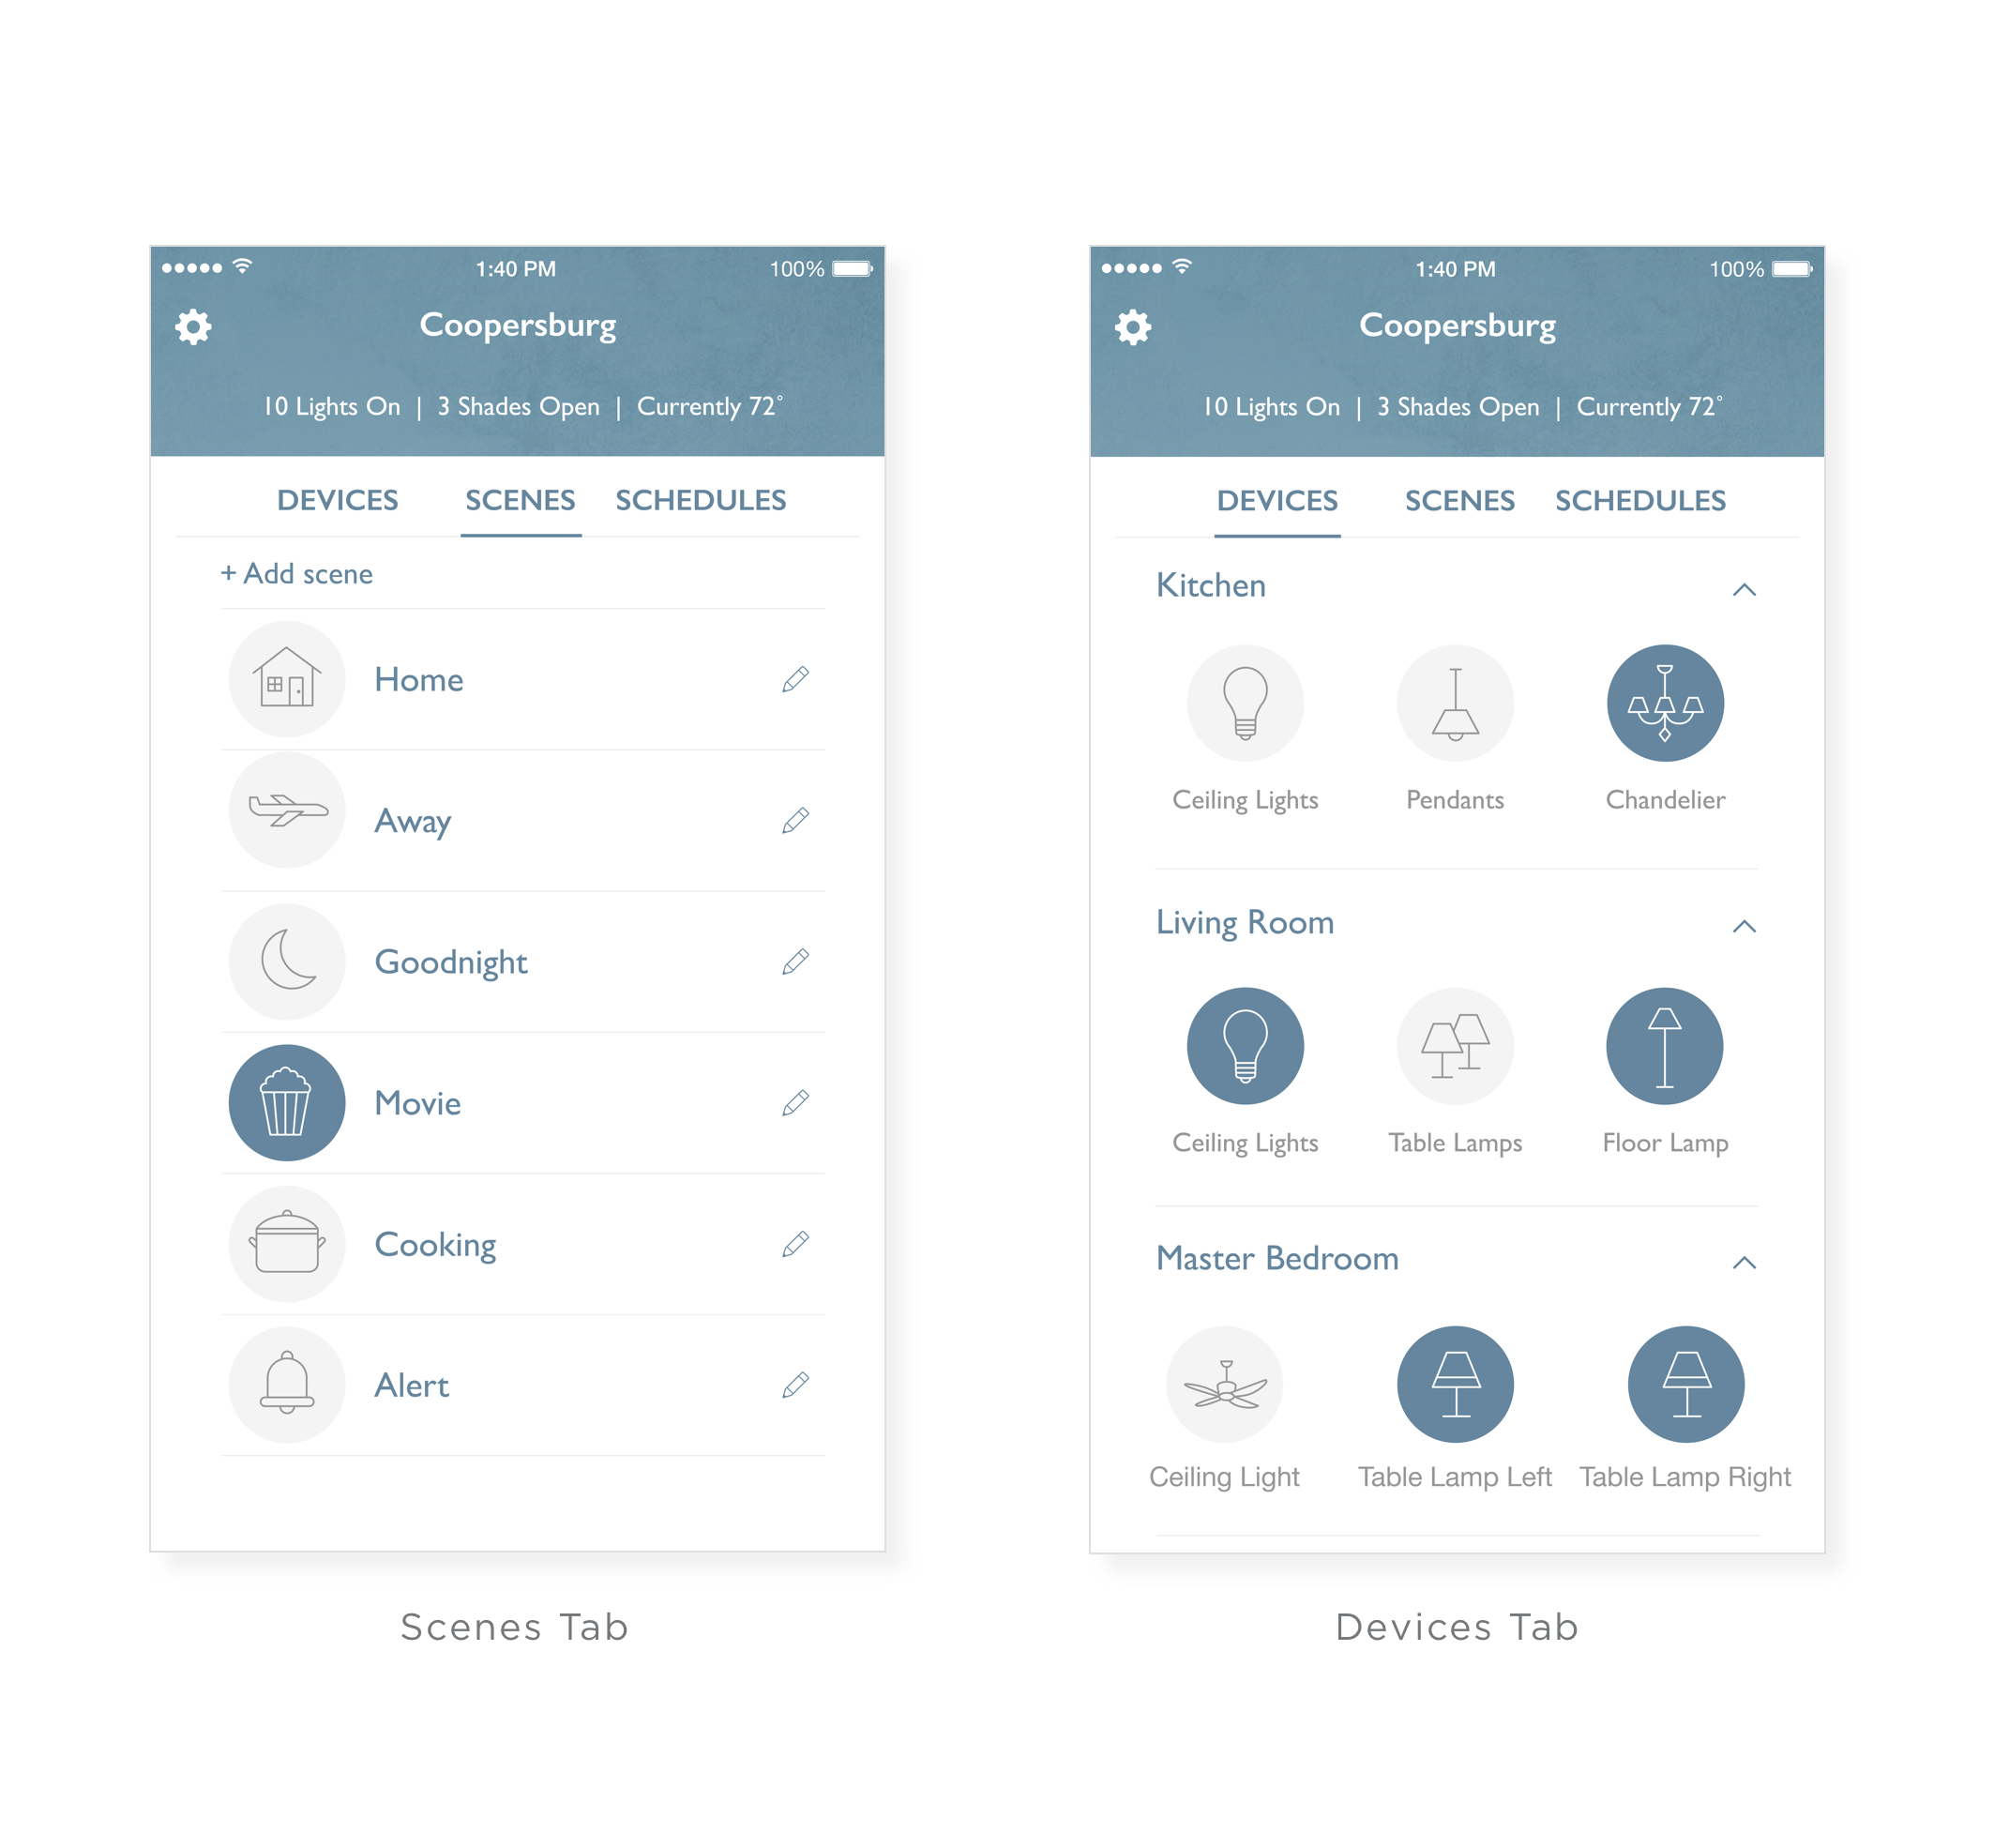 1:40 PM
100%
Coopersburg
10 Lights On | 3 Shades Open | Currently 72°
DEVICES SCENES SCHEDULES
+ Add scene
Home
Away
Goodnight
Movie
Cooking
Alert
Scenes Tab
1:40 PM
100%
Coopersburg
10 Lights On | 3 Shades Open | Currently 72°
DEVICES SCENES SCHEDULES
Kitchen
Ceiling Lights Pendants Chandelier
Living Room
Ceiling Lights Table Lamps Floor Lamp
Master Bedroom
Ceiling Light Table Lamp Left Table Lamp Right
Devices Tab